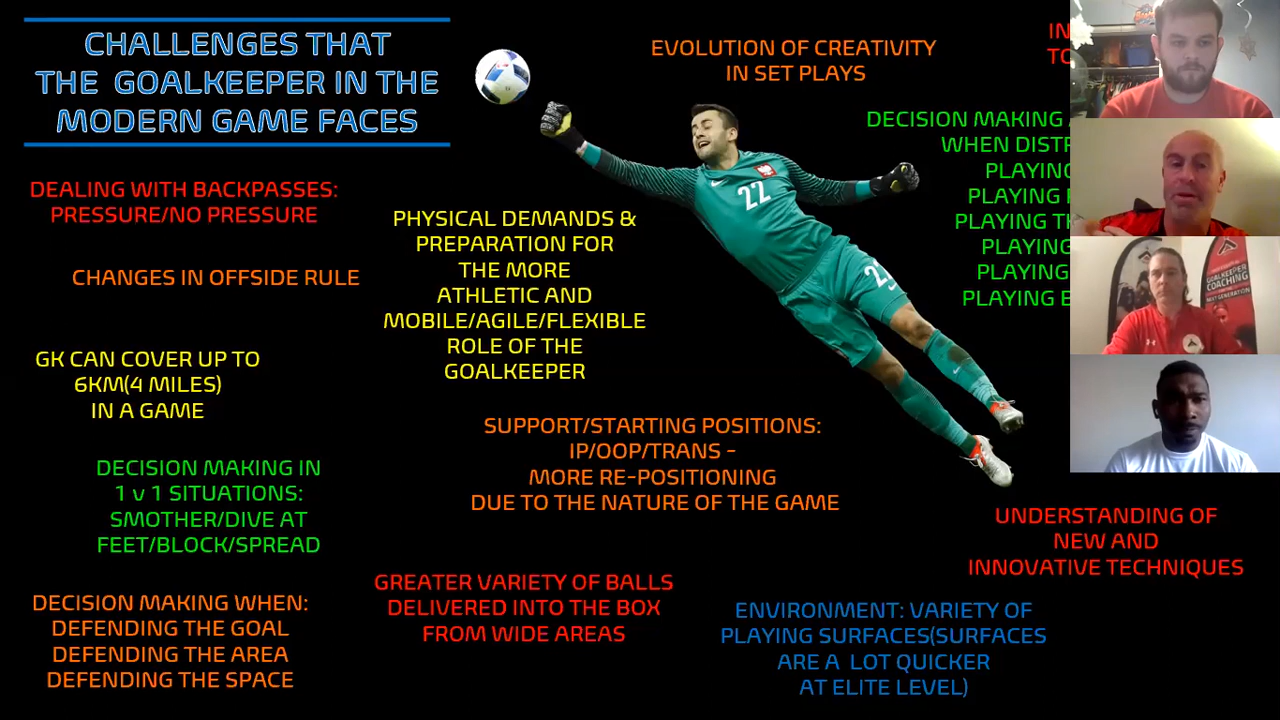 CHALLENGES THAT
THE GOALKEEPER IN THE
MODERN GAME FACES
EVOLUTION OF CREATIVITY
IN SET PLAYS
DECISION MAKING
WHEN
PLAYING
PLAYING
PLAYING
PLAYING
PLAYING
PLAYING
DEALING WITH BACKPASSES:
PRESSURE/NO PRESSURE
CHANGES IN OFFSIDE RULE
PHYSICAL DEMANDS &
PREPARATION FOR
THE MORE
ATHLETIC AND
MOBILE/AGILE/FLEXIBLE
ROLE OF THE
GOALKEEPER
22
GK CAN COVER UP TO
6KM(4 MILES)
IN A GAME
SUPPORT/STARTING POSITIONS:
IP/OOP/TRANS -
MORE RE-POSITIONING
DUE TO THE NATURE OF THE GAME
DECISION MAKING IN
1 v 1 SITUATIONS:
SMOTHER/DIVE AT
FEET/BLOCK/SPREAD
UNDERSTANDING OF
NEW AND
INNOVATIVE TECHNIQUES
DECISION MAKING WHEN:
DEFENDING THE GOAL
DEFENDING THE AREA
DEFENDING THE SPACE
GREATER VARIETY OF BALLS
DELIVERED INTO THE BOX
FROM WIDE AREAS
ENVIRONMENT: VARIETY OF
PLAYING SURFACES(SURFACES
ARE A LOT QUICKER
AT ELITE LEVEL)
GOALKEEPER
COACHING
NEXT GENERATION